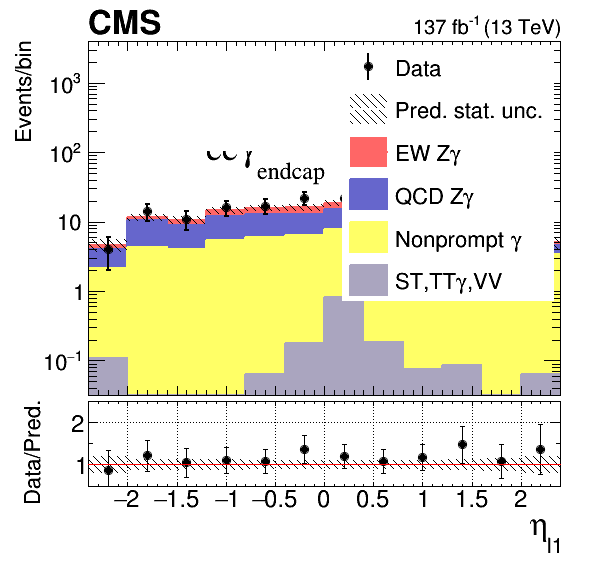 CMS
137 fb⁻¹ (13 TeV)
Events/bin
10³
10²
10
1
10⁻¹
Data
Pred. stat. unc.
EW Zγ
QCD Zγ
Nonprompt γ
ST,TTγ,VV
endcap
Data/Pred.
2
1
−2 −1.5 −1 −0.5 0 0.5 1 1.5 2
η_l1